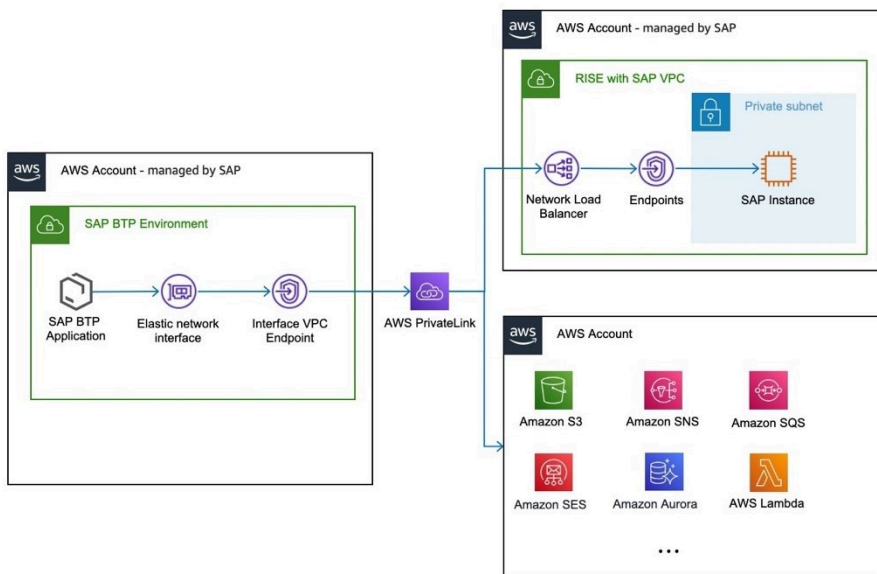 aws
AWS Account - managed by SAP
RISE with SAP VPC
Private subnet
Network Load
Balancer
Endpoints
SAP Instance
aws
AWS Account - managed by SAP
SAP BTP Environment
SAP BTP
Application
Elastic network
interface
Interface VPC
Endpoint
AWS PrivateLink
aws
AWS Account
Amazon S3
Amazon SNS
Amazon SQS
Amazon SES
Amazon Aurora
AWS Lambda
...